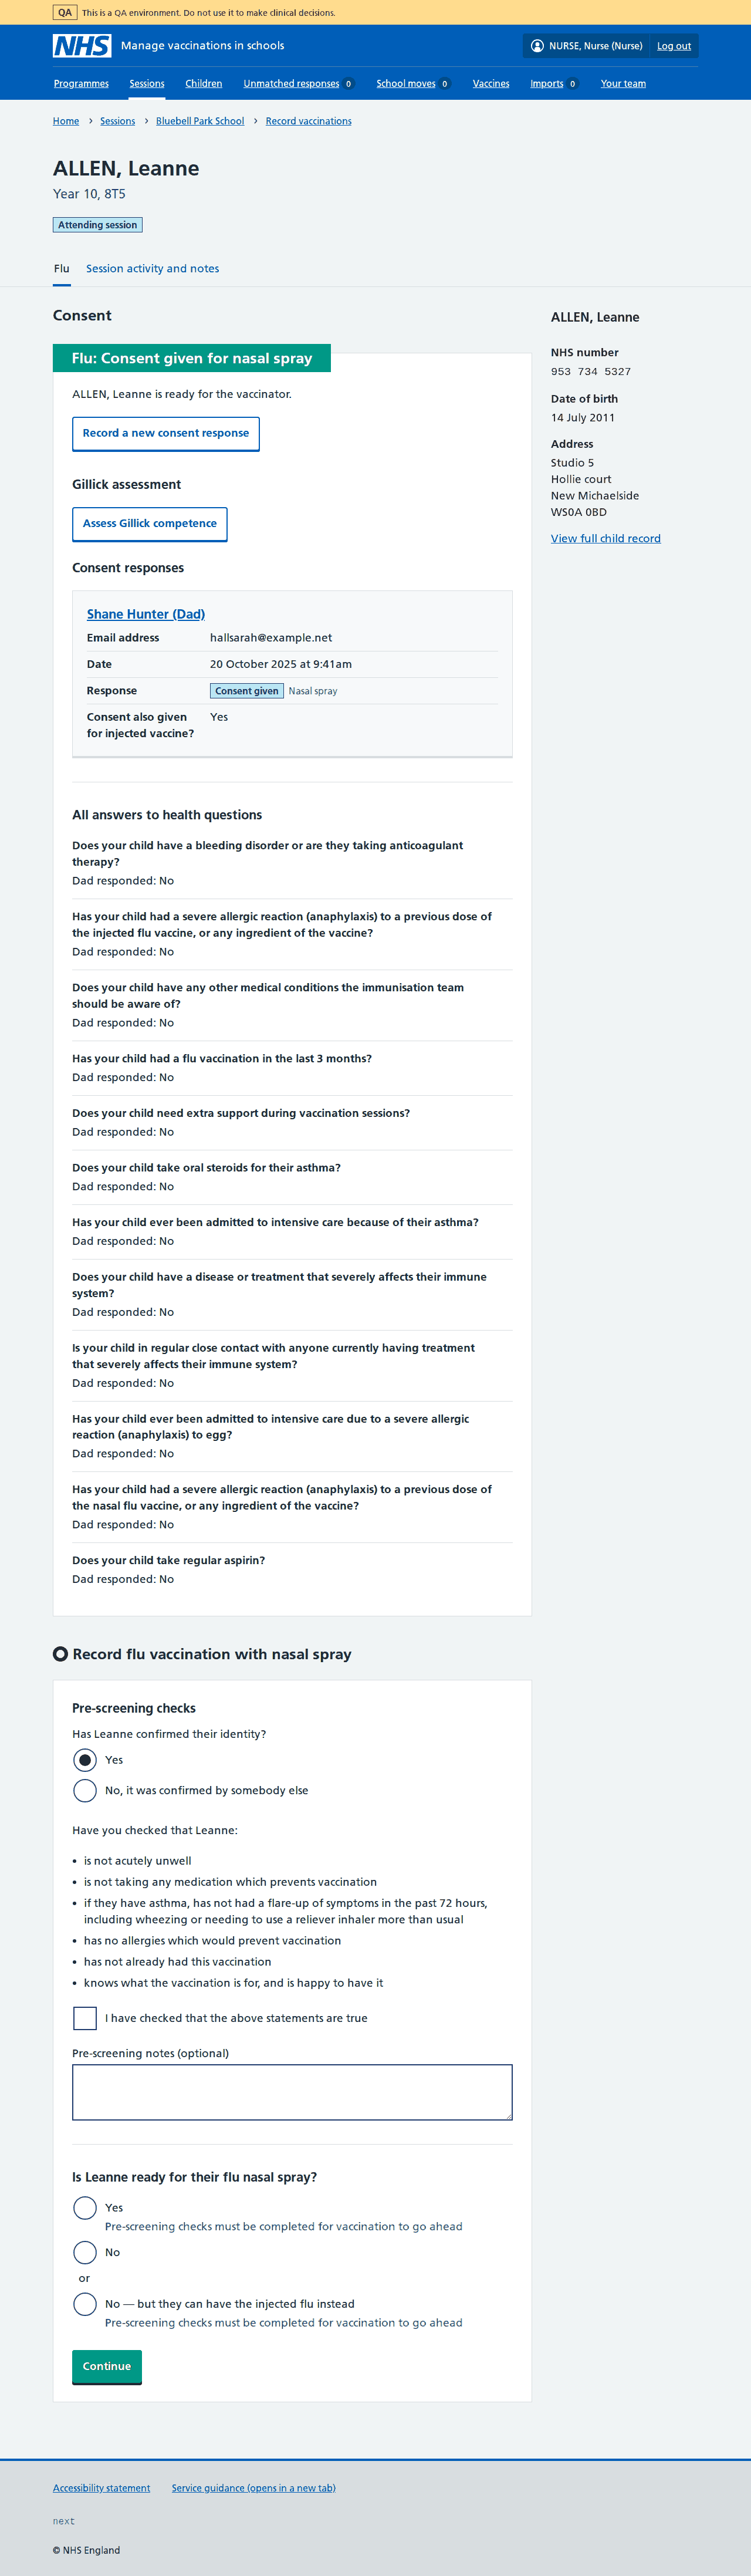 QA This is a QA environment. Do not use it to make clinical decisions.
NHS Manage vaccinations in schools NURSE, Nurse (Nurse) Log out
Programmes Sessions Children Unmatched responses 0 School moves 0 Vaccines Imports 0 Your team
Home > Sessions > Bluebell Park School > Record vaccinations
ALLEN, Leanne
Year 10, 8T5
Attending session
Flu Session activity and notes
Consent
Flu: Consent given for nasal spray
ALLEN, Leanne is ready for the vaccinator.
Record a new consent response
Gillick assessment
Assess Gillick competence
Consent responses
Shane Hunter (Dad)
Email address hallsarah@example.net
Date 20 October 2025 at 9:41am
Response Consent given Nasal spray
Consent also given Yes
for injected vaccine?
All answers to health questions
Does your child have a bleeding disorder or are they taking anticoagulant
therapy?
Dad responded: No
Has your child had a severe allergic reaction (anaphylaxis) to a previous dose of
the injected flu vaccine, or any ingredient of the vaccine?
Dad responded: No
Does your child have any other medical conditions the immunisation team
should be aware of?
Dad responded: No
Has your child had a flu vaccination in the last 3 months?
Dad responded: No
Does your child need extra support during vaccination sessions?
Dad responded: No
Does your child take oral steroids for their asthma?
Dad responded: No
Has your child ever been admitted to intensive care because of their asthma?
Dad responded: No
Does your child have a disease or treatment that severely affects their immune
system?
Dad responded: No
Is your child in regular close contact with anyone currently having treatment
that severely affects their immune system?
Dad responded: No
Has your child ever been admitted to intensive care due to a severe allergic
reaction (anaphylaxis) to egg?
Dad responded: No
Has your child had a severe allergic reaction (anaphylaxis) to a previous dose of
the nasal flu vaccine, or any ingredient of the vaccine?
Dad responded: No
Does your child take regular aspirin?
Dad responded: No
Record flu vaccination with nasal spray
Pre-screening checks
Has Leanne confirmed their identity?
Yes
No, it was confirmed by somebody else
Have you checked that Leanne:
• is not acutely unwell
• is not taking any medication which prevents vaccination
• if they have asthma, has not had a flare-up of symptoms in the past 72 hours,
including wheezing or needing to use a reliever inhaler more than usual
• has no allergies which would prevent vaccination
• has not already had this vaccination
• knows what the vaccination is for, and is happy to have it
I have checked that the above statements are true
Pre-screening notes (optional)
Is Leanne ready for their flu nasal spray?
Yes
Pre-screening checks must be completed for vaccination to go ahead
No
or
No — but they can have the injected flu instead
Pre-screening checks must be completed for vaccination to go ahead
Continue
ALLEN, Leanne
NHS number
953 734 5327
Date of birth
14 July 2011
Address
Studio 5
Hollie court
New Michaelside
WS0A 0BD
View full child record
Accessibility statement Service guidance (opens in a new tab)
next
© NHS England